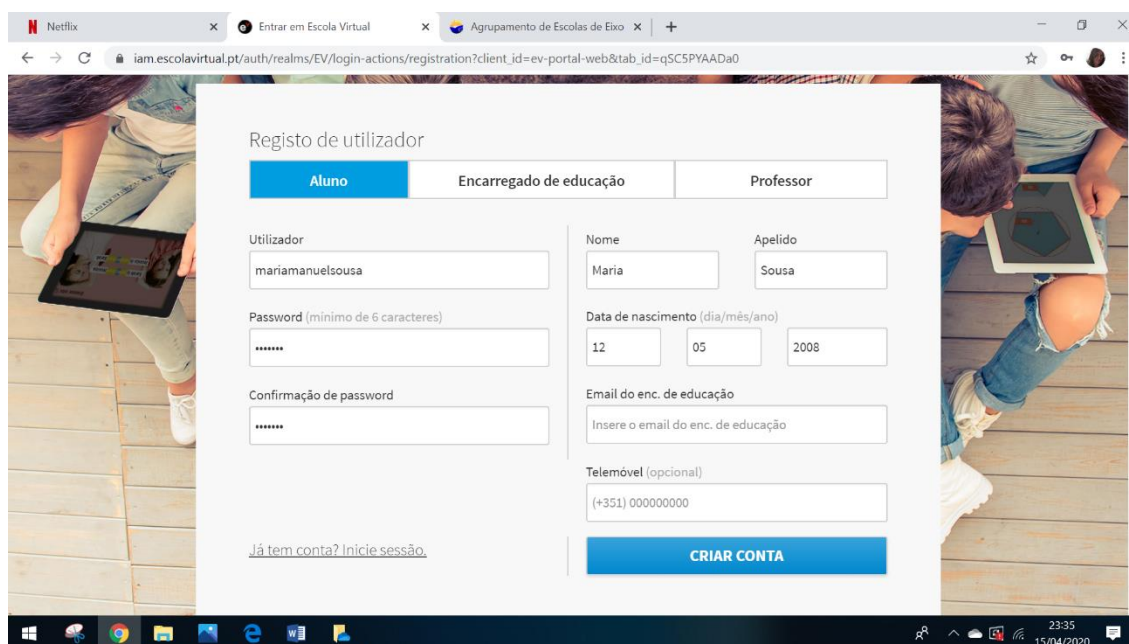 Netflix
Entrar em Escola Virtual
Agrupamento de Escolas de Eixo
iam.escolavirtual.pt/auth/realms/EV/login-actions/registration?client_id=ev-portal-web&tab_id=qSC5PYAADa0
Registo de utilizador
Aluno Encarregado de educação Professor
Utilizador
mariamanuelsousa
Password (mínimo de 6 caracteres)
•••••••
Confirmação de password
•••••••
Já tem conta? Inicie sessão.
Nome Apelido
Maria Sousa
Data de nascimento (dia/mês/ano)
12 05 2008
Email do enc. de educação
Insere o email do enc. de educação
Telemóvel (opcional)
(+351) 000000000
CRIAR CONTA
23:35
15/04/2020